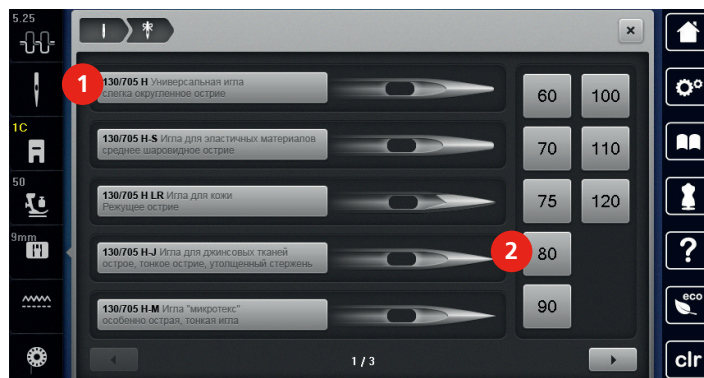 5.25
1C
50
9mm
1
130/705 H Универсальная игла
слегка округленное острие
130/705 H-S Игла для эластичных материалов
среднее шаровидное острие
130/705 H LR Игла для кожи
Режущее острие
130/705 H-J Игла для джинсовых тканей
острое, тонкое острие, утолщенный стержень
130/705 H-M Игла "микротекс"
особенно острая, тонкая игла
60 100
70 110
75 120
2
80
90
1 / 3
?
eco
clr